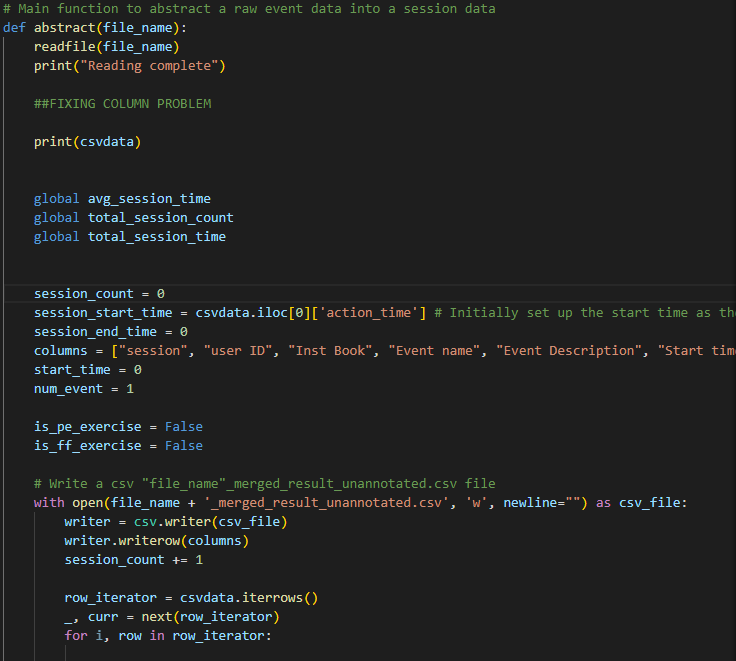 # Main function to abstract a raw event data into a session data
def abstract(file_name):
    readfile(file_name)
    print("Reading complete")
    ##FIXING COLUMN PROBLEM
    print(csvdata)
    global avg_session_time
    global total_session_count
    global total_session_time
    session_count = 0
    session_start_time = csvdata.iloc[0]['action_time'] # Initially set up the start time as
    session_end_time = 0
    columns = ["session", "user ID", "Inst Book", "Event name", "Event Description", "Start
    start_time = 0
    num_event = 1
    is_pe_exercise = False
    is_ff_exercise = False
    # Write a csv "file_name"_merged_result_unannotated.csv file
    with open(file_name + '_merged_result_unannotated.csv', 'w', newline="") as csv_file:
        writer = csv.writer(csv_file)
        writer.writerow(columns)
        session_count += 1
        row_iterator = csvdata.iterrows()
        _, curr = next(row_iterator)
        for i, row in row_iterator: